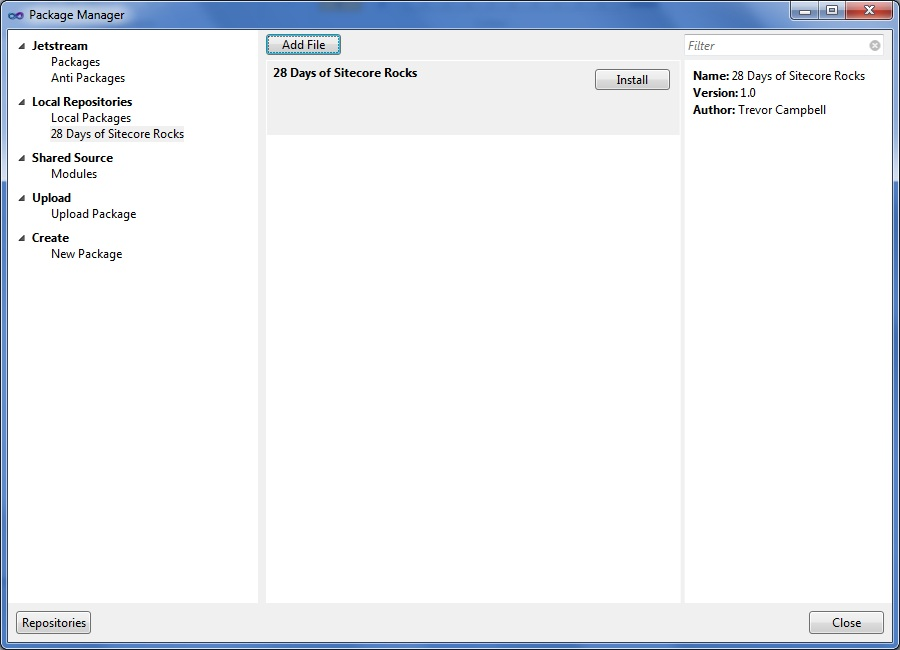 Package Manager
Jetstream
Packages
Anti Packages
Local Repositories
Local Packages
28 Days of Sitecore Rocks
Shared Source
Modules
Upload
Upload Package
Create
New Package
Add File
28 Days of Sitecore Rocks
Install
Filter
Name: 28 Days of Sitecore Rocks
Version: 1.0
Author: Trevor Campbell
Repositories
Close